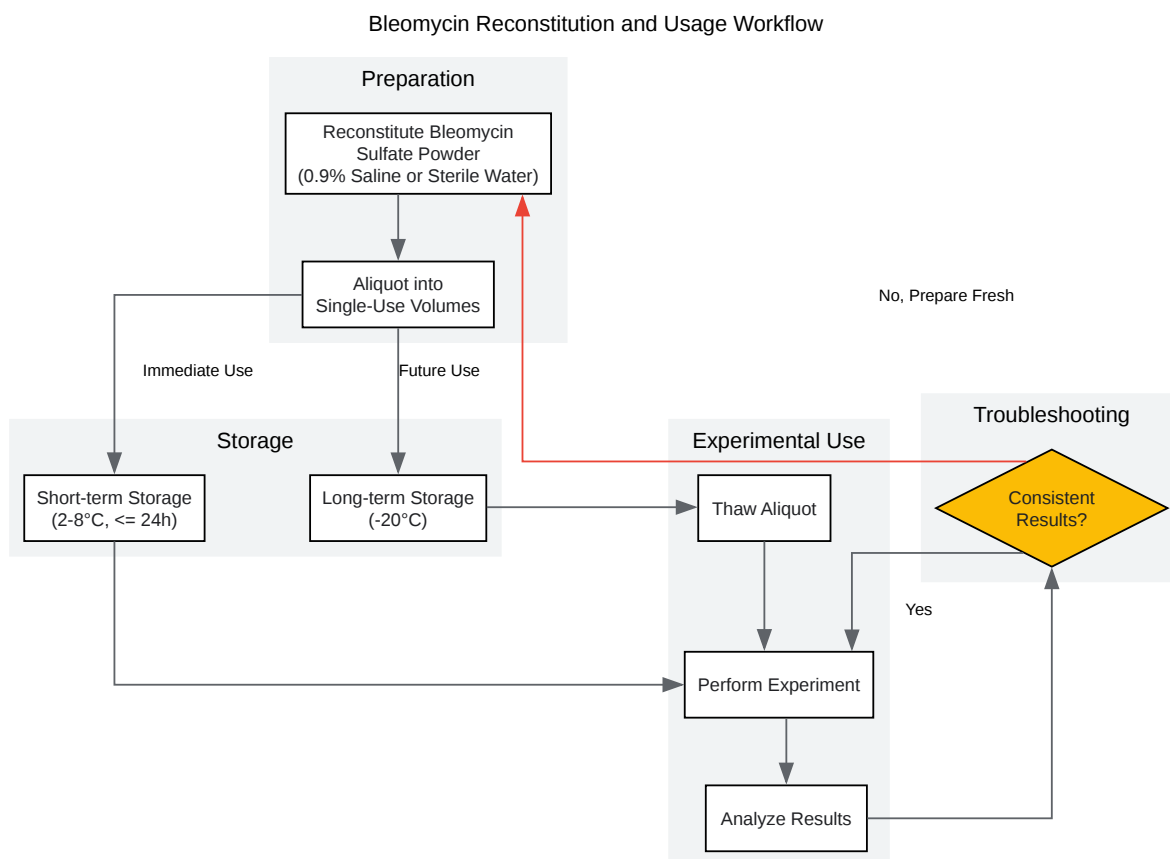 Bleomycin Reconstitution and Usage Workflow
Preparation
Reconstitute Bleomycin
Sulfate Powder
(0.9% Saline or Sterile Water)
Aliquot into
Single-Use Volumes
No, Prepare Fresh
Immediate Use
Future Use
Storage
Short-term Storage
(2-8°C, <= 24h)
Long-term Storage
(-20°C)
Experimental Use
Thaw Aliquot
Perform Experiment
Analyze Results
Troubleshooting
Consistent
Results?
Yes